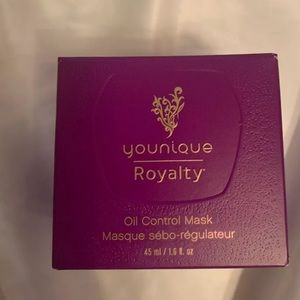 younique
Royalty
Oil Control Mask
Masque sébo-régulateur
45 ml / 1.6 fl. oz